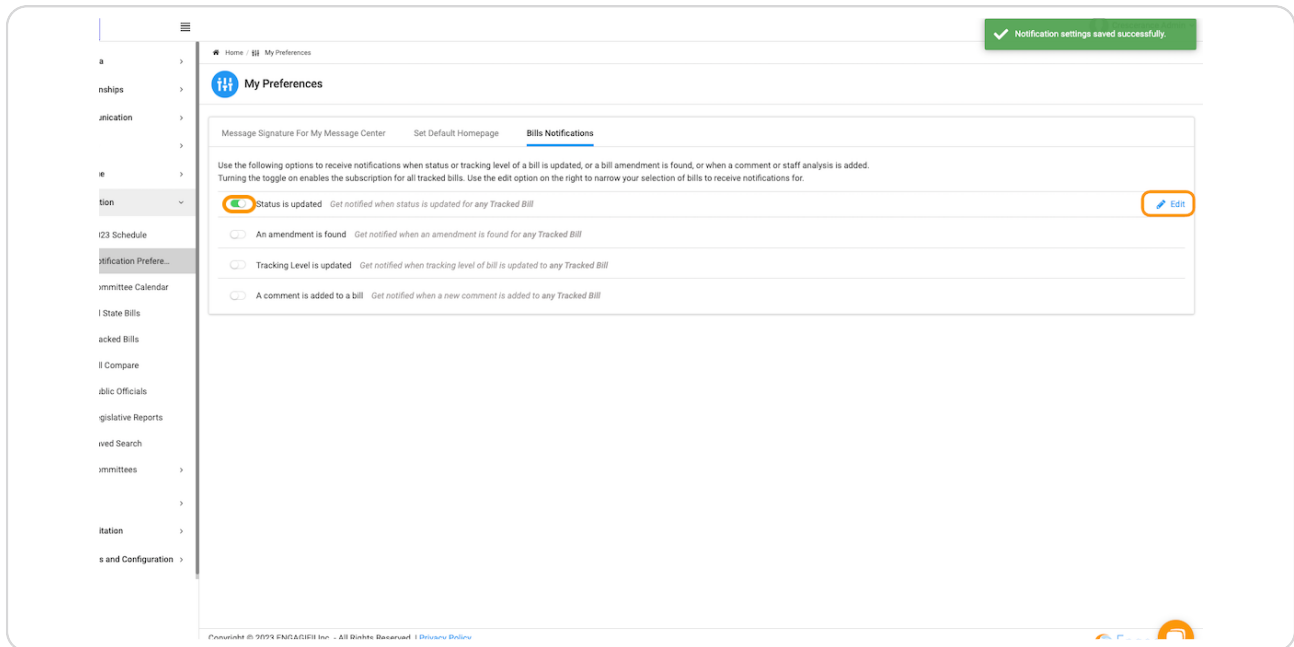 Notification settings saved successfully.
Home / My Preferences
My Preferences
Message Signature For My Message Center Set Default Homepage Bills Notifications
Use the following options to receive notifications when status or tracking level of a bill is updated, or a bill amendment is found, or when a comment or staff analysis is added.
Turning the toggle on enables the subscription for all tracked bills. Use the edit option on the right to narrow your selection of bills to receive notifications for.
Status is updated Get notified when status is updated for any Tracked Bill Edit
An amendment is found Get notified when an amendment is found for any Tracked Bill
Tracking Level is updated Get notified when tracking level of bill is updated to any Tracked Bill
A comment is added to a bill Get notified when a new comment is added to any Tracked Bill
a
nships
unication
e
tion
023 Schedule
otification Prefere...
ommittee Calendar
l State Bills
acked Bills
ll Compare
ublic Officials
egislative Reports
aved Search
ommittees
itation
s and Configuration
Copyright © 2023 ENGAGIFII Inc. - All Rights Reserved. | Privacy Policy